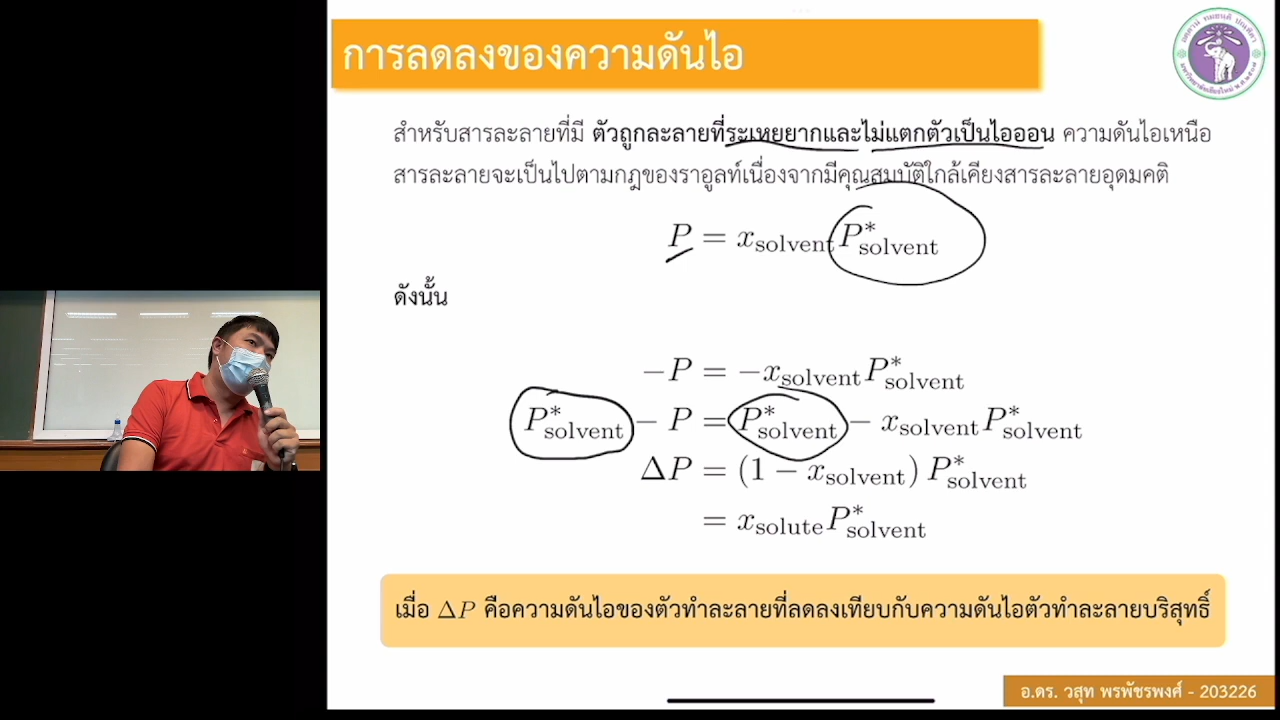 การลดลงของความดันไอ
สำหรับสารละลายที่มี ตัวถูกละลายที่ระเหยยากและไม่แตกตัวเป็นไอออน ความดันไอเหนือ
สารละลายจะเป็นไปตามกฎของราอูลท์เนื่องจากมีคุณสมบัติใกล้เคียงสารละลายอุดมคติ
P = x_solvent P*_solvent
ดังนั้น
−P = −x_solvent P*_solvent
P*_solvent − P = P*_solvent − x_solvent P*_solvent
ΔP = (1 − x_solvent) P*_solvent
= x_solute P*_solvent
เมื่อ ΔP คือความดันไอของตัวทำละลายที่ลดลงเทียบกับความดันไอตัวทำละลายบริสุทธิ์
อ.ดร. วสุท พรพัชรพงศ์ - 203226